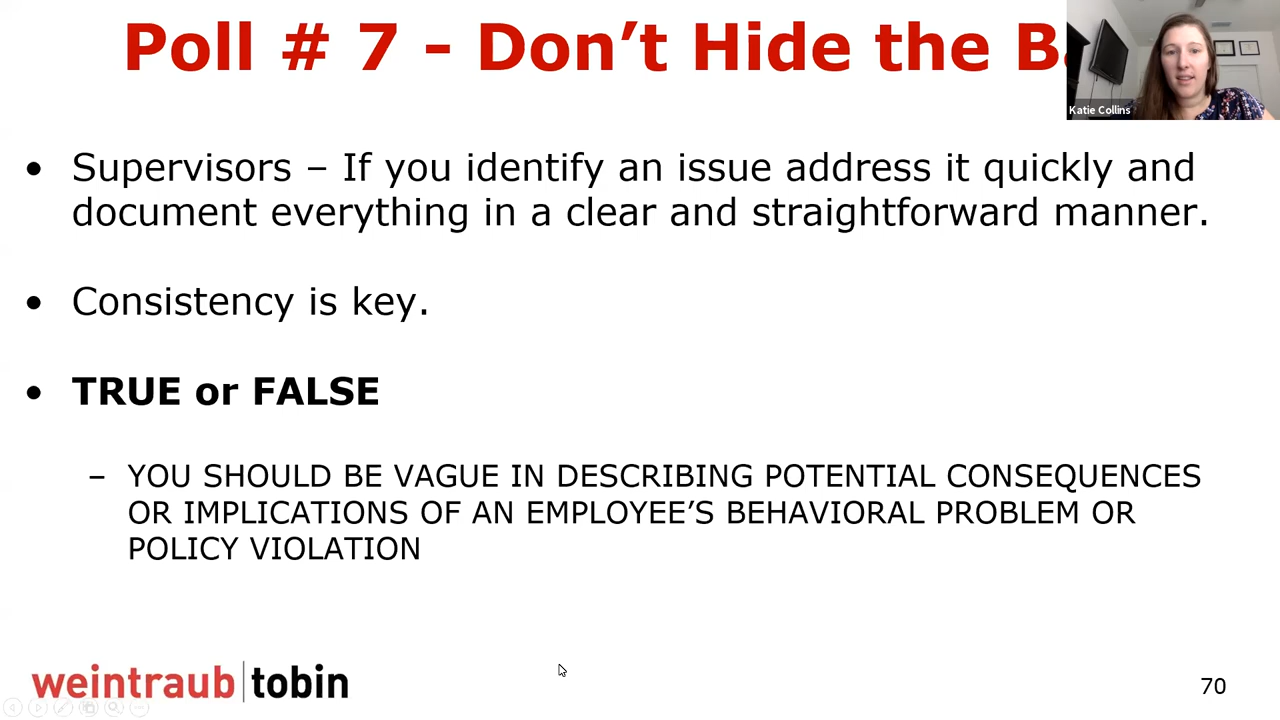 Poll # 7 - Don’t Hide the
Katie Collins
• Supervisors – If you identify an issue address it quickly and
document everything in a clear and straightforward manner.
• Consistency is key.
• TRUE or FALSE
– YOU SHOULD BE VAGUE IN DESCRIBING POTENTIAL CONSEQUENCES
OR IMPLICATIONS OF AN EMPLOYEE’S BEHAVIORAL PROBLEM OR
POLICY VIOLATION
weintraub tobin
70